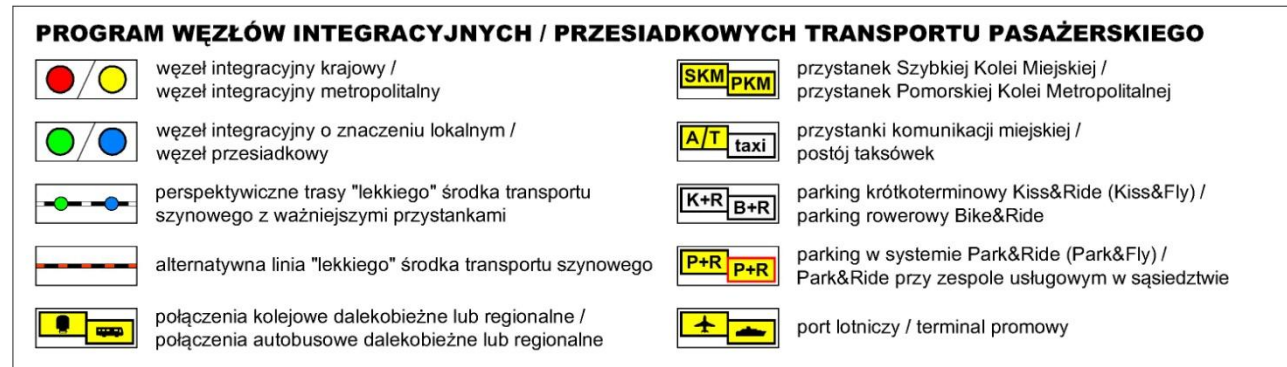 PROGRAM WĘZŁÓW INTEGRACYJNYCH / PRZESIADKOWYCH TRANSPORTU PASAŻERSKIEGO
węzeł integracyjny krajowy /
węzeł integracyjny metropolitalny
węzeł integracyjny o znaczeniu lokalnym /
węzeł przesiadkowy
perspektywiczne trasy "lekkiego" środka transportu
szynowego z ważniejszymi przystankami
alternatywna linia "lekkiego" środka transportu szynowego
połączenia kolejowe dalekobieżne lub regionalne /
połączenia autobusowe dalekobieżne lub regionalne
SKM PKM
przystanek Szybkiej Kolei Miejskiej /
przystanek Pomorskiej Kolei Metropolitalnej
A/T taxi
przystanki komunikacji miejskiej /
postój taksówek
K+R B+R
parking krótkoterminowy Kiss&Ride (Kiss&Fly) /
parking rowerowy Bike&Ride
P+R P+R
parking w systemie Park&Ride (Park&Fly) /
Park&Ride przy zespole usługowym w sąsiedztwie
port lotniczy / terminal promowy